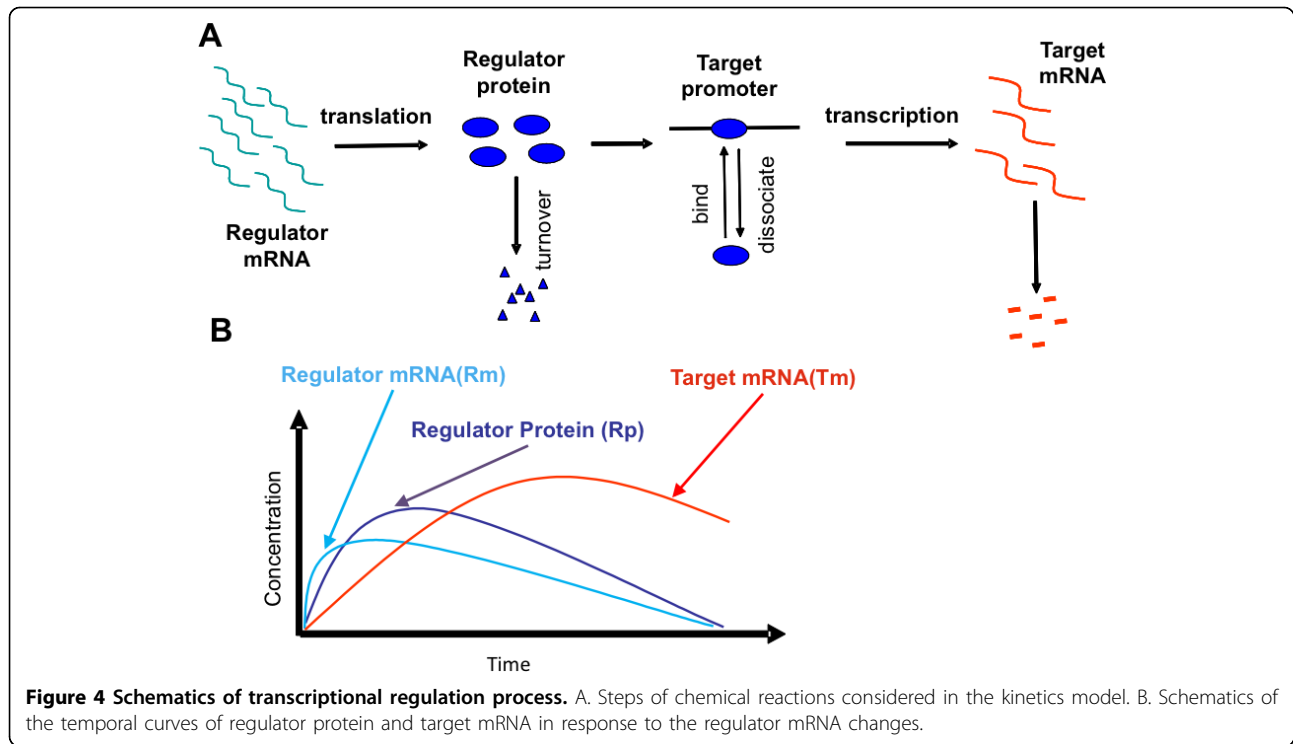 A
Regulator
mRNA
translation
Regulator
protein
turnover
Target
promoter
bind
dissociate
transcription
Target
mRNA
B
Regulator mRNA(Rm)
Regulator Protein (Rp)
Target mRNA(Tm)
Concentration
Time
Figure 4 Schematics of transcriptional regulation process. A. Steps of chemical reactions considered in the kinetics model. B. Schematics of
the temporal curves of regulator protein and target mRNA in response to the regulator mRNA changes.